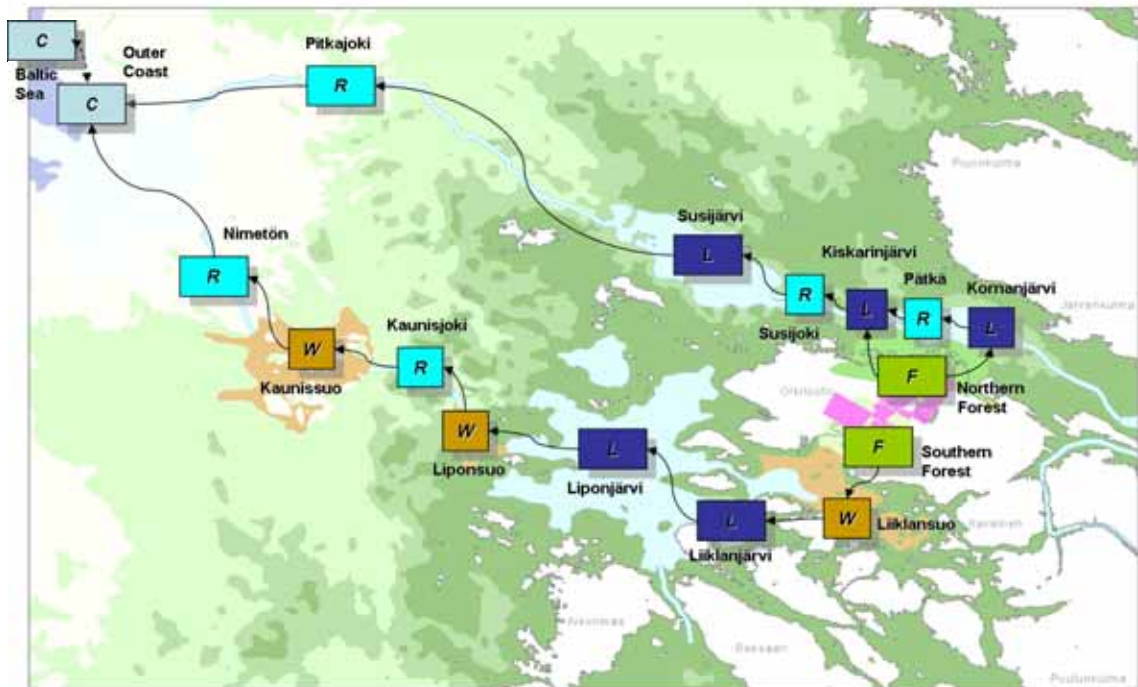 C
Baltic
Sea
Outer
Coast
C
Pitkajoki
R
Nimetön
R
Susijärvi
L
Kiskarinjärvi
R
Susijoki
L
Pätkä
R
Kornanjärvi
L
F
Northern
Forest
F
Southern
Forest
Kaunisjoki
R
W
Kaunissuo
W
Liponsuo
L
Liponjärvi
L
Liiklanjärvi
W
Liiklansuo